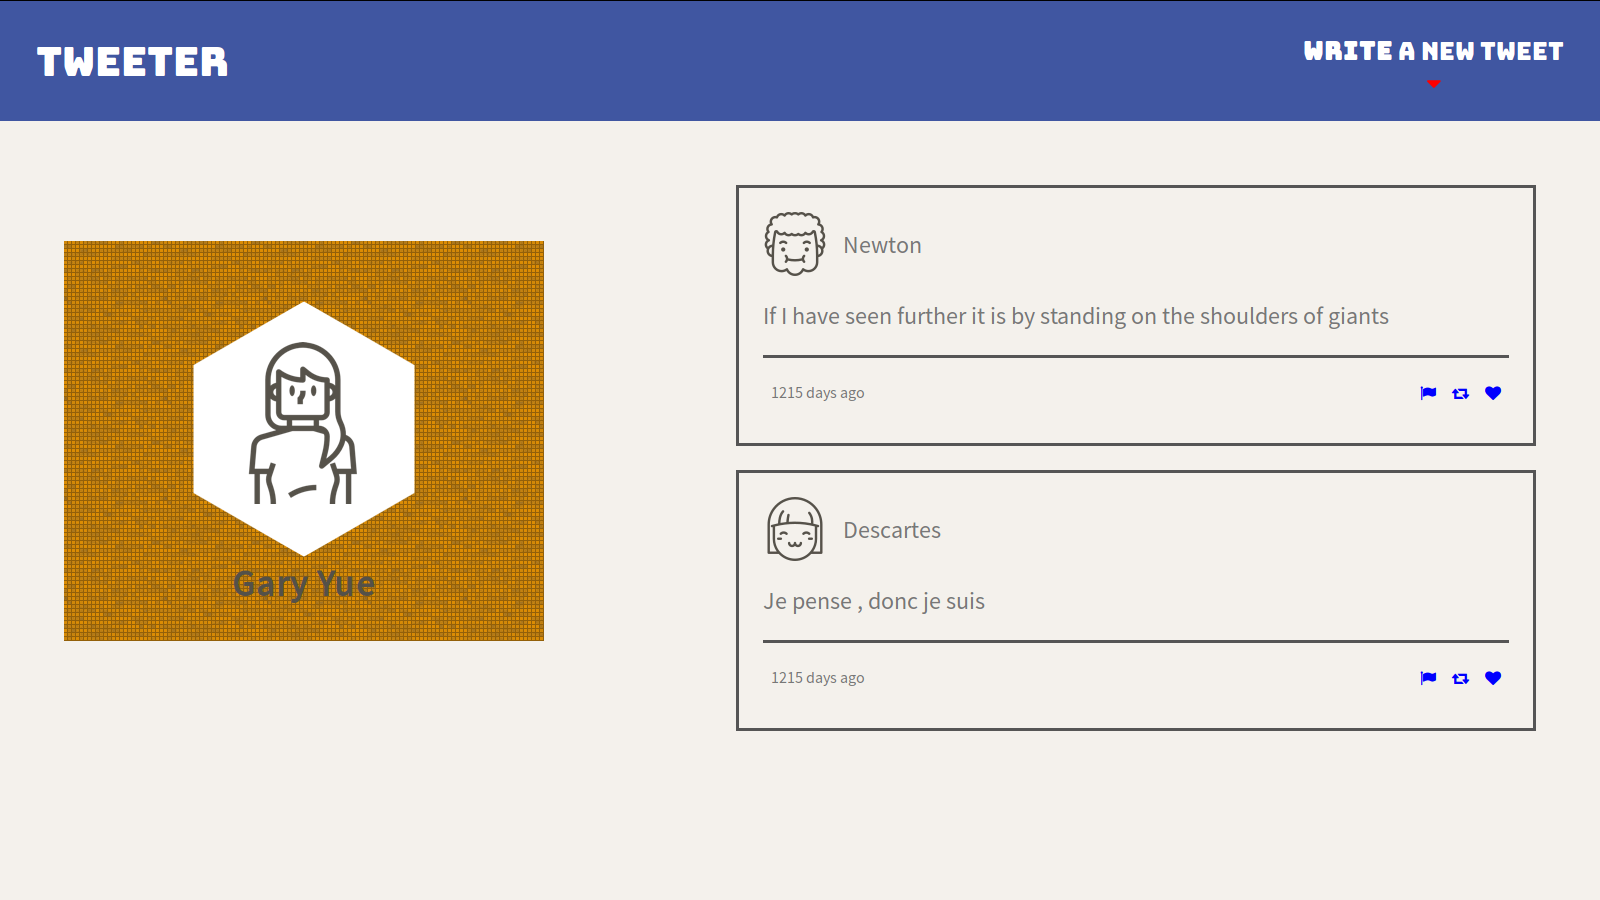 TWEETER
WRITE A NEW TWEET
Gary Yue
Newton
If I have seen further it is by standing on the shoulders of giants
1215 days ago
Descartes
Je pense , donc je suis
1215 days ago